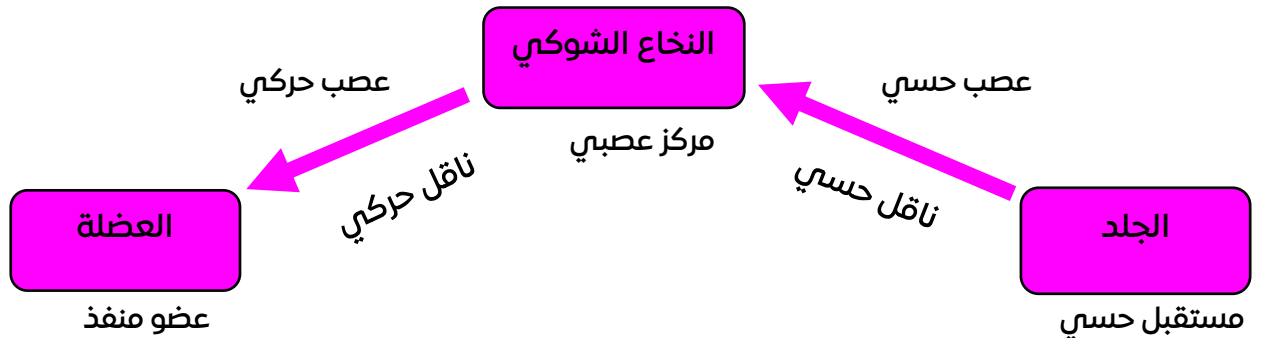 النخاع الشوكي
عصب حسي
عصب حركي
مركز عصبي
ناقل حسي
ناقل حركي
الجلد
العضلة
مستقبل حسي
عضو منفذ